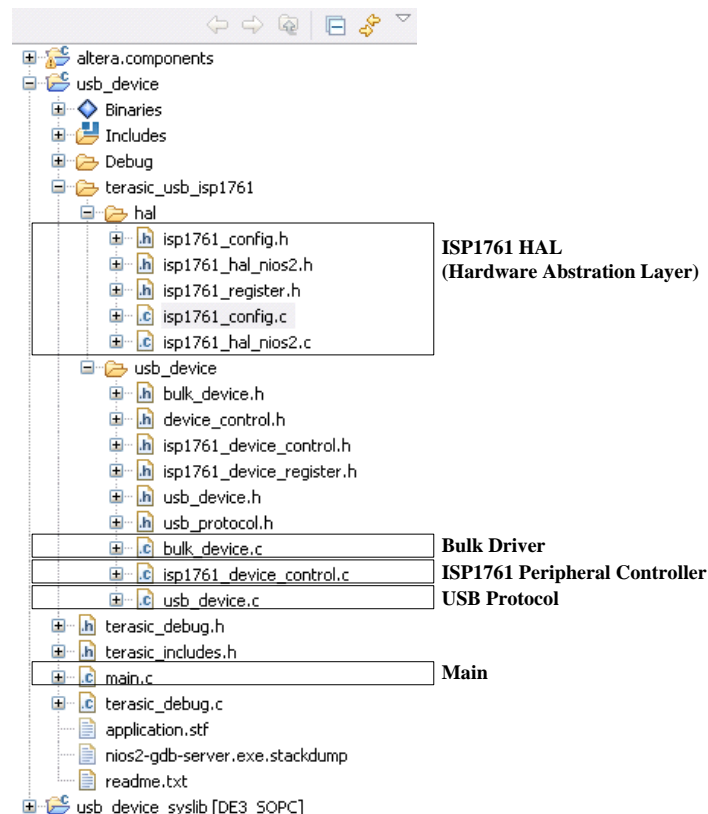 altera.components
usb_device
Binaries
Includes
Debug
terasic_usb_isp1761
hal
isp1761_config.h
ISP1761 HAL
isp1761_hal_nios2.h
(Hardware Abstration Layer)
isp1761_register.h
isp1761_config.c
isp1761_hal_nios2.c
usb_device
bulk_device.h
device_control.h
isp1761_device_control.h
isp1761_device_register.h
usb_device.h
usb_protocol.h
bulk_device.c Bulk Driver
isp1761_device_control.c ISP1761 Peripheral Controller
usb_device.c USB Protocol
terasic_debug.h
terasic_includes.h
main.c Main
terasic_debug.c
application.stf
nios2-gdb-server.exe.stackdump
readme.txt
usb_device_syslib [DE3_SOPC]